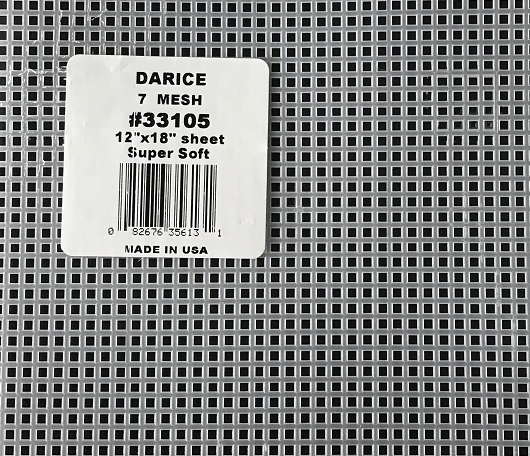 DARICE
7 MESH
#33105
12"x18" sheet
Super Soft
0 82676 35613 1
MADE IN USA